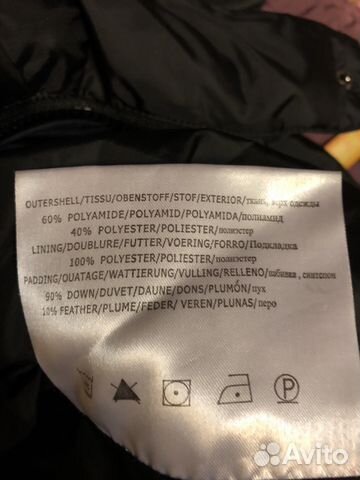 OUTERSHELL/TISSU/OBENSTOFF/STOF/EXTERIOR/ткань, верх одежды
60% POLYAMIDE/POLYAMID/POLYAMIDA/полиамид
40% POLYESTER/POLIESTER/полиэстер
LINING/DOUBLURE/FUTTER/VOERING/FORRO/Подкладка
100% POLYESTER/POLIESTER/полиэстер
PADDING/OUATAGE/WATTIERUNG/VULLING/RELLENO/набивка, синтепон
90% DOWN/DUVET/DAUNE/DONS/PLUMÓN/пух
10% FEATHER/PLUME/FEDER/ VEREN/PLUNAS/перо
P
Avito